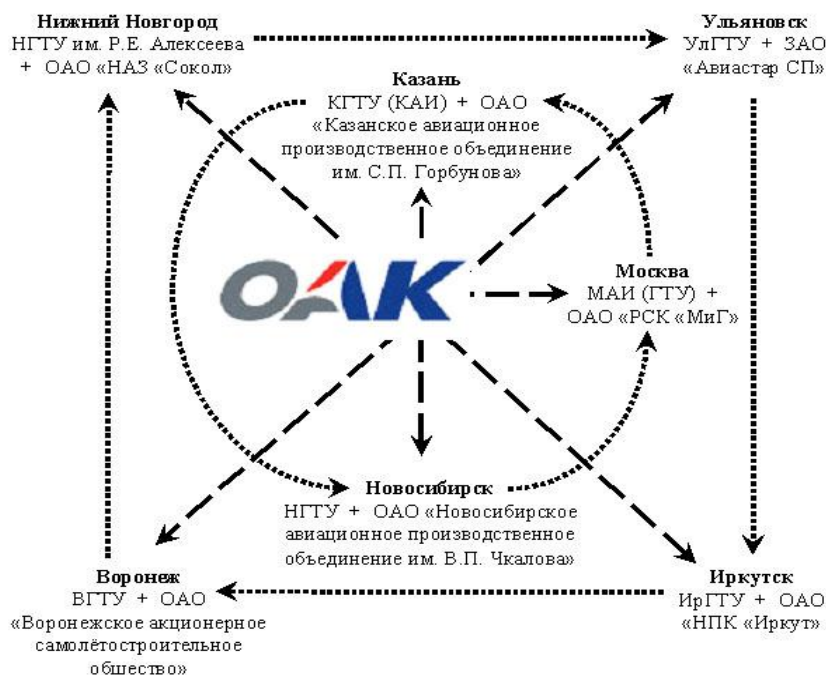 Нижний Новгород
НГТУ им. Р.Е. Алексеева
+ ОАО «НАЗ «Сокол»
Ульяновск
УлГТУ + ЗАО
«Авиастар СП»
Казань
КГТУ (КАИ) + ОАО
«Казанское авиационное
производственное объединение
им. С.П. Горбунова»
ОАК
Москва
МАИ (ГТУ) +
ОАО «РСК «МиГ»
Новосибирск
НГТУ + ОАО «Новосибирское
авиационное производственное
объединение им. В.П. Чкалова»
Воронеж
ВГТУ + ОАО
«Воронежское акционерное
самолётостроительное
общество»
Иркутск
ИрГТУ + ОАО
«НПК «Иркут»